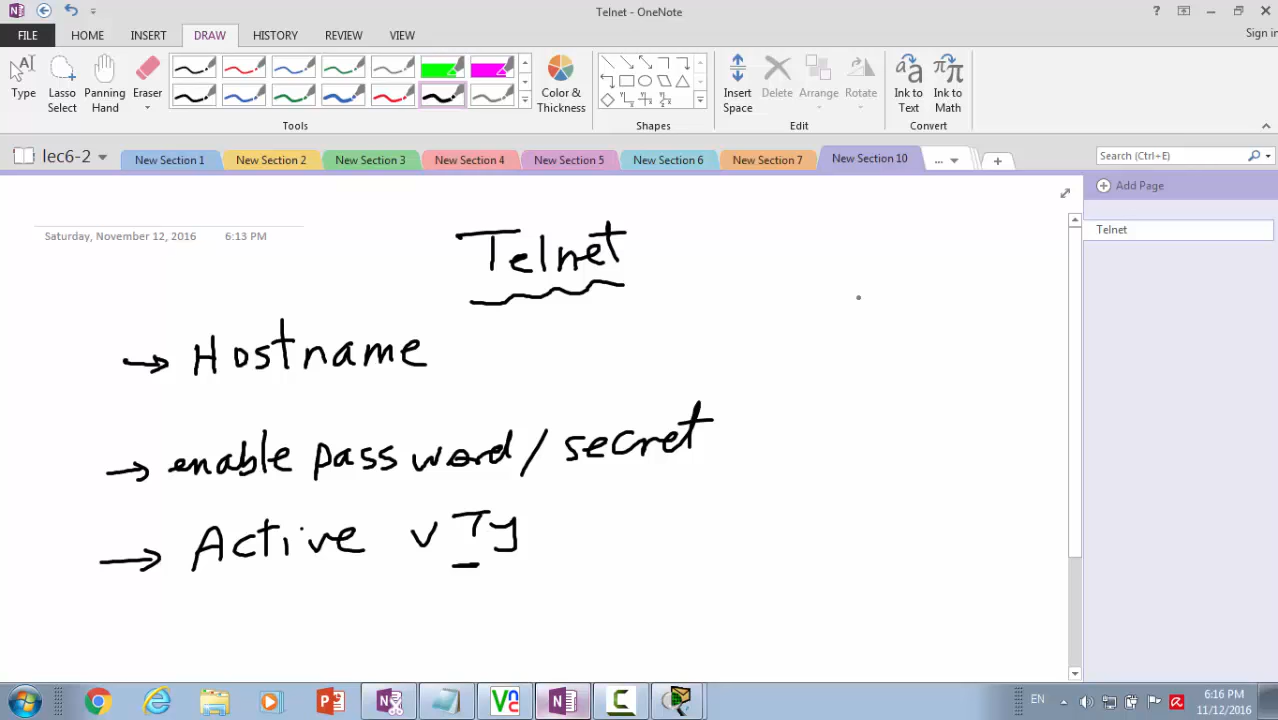 Telnet - OneNote
FILE HOME INSERT DRAW HISTORY REVIEW VIEW Sign in
Type Lasso Select Panning Hand Eraser Color & Thickness Insert Space Delete Arrange Rotate Ink to Text Ink to Math
Tools Shapes Edit Convert
lec6-2 New Section 1 New Section 2 New Section 3 New Section 4 New Section 5 New Section 6 New Section 7 New Section 10 ... Search (Ctrl+E)
Add Page
Telnet
Saturday, November 12, 2016 6:13 PM
Telnet
→ Hostname
→ enable password/secret
→ Active vTy
EN 6:16 PM
11/12/2016